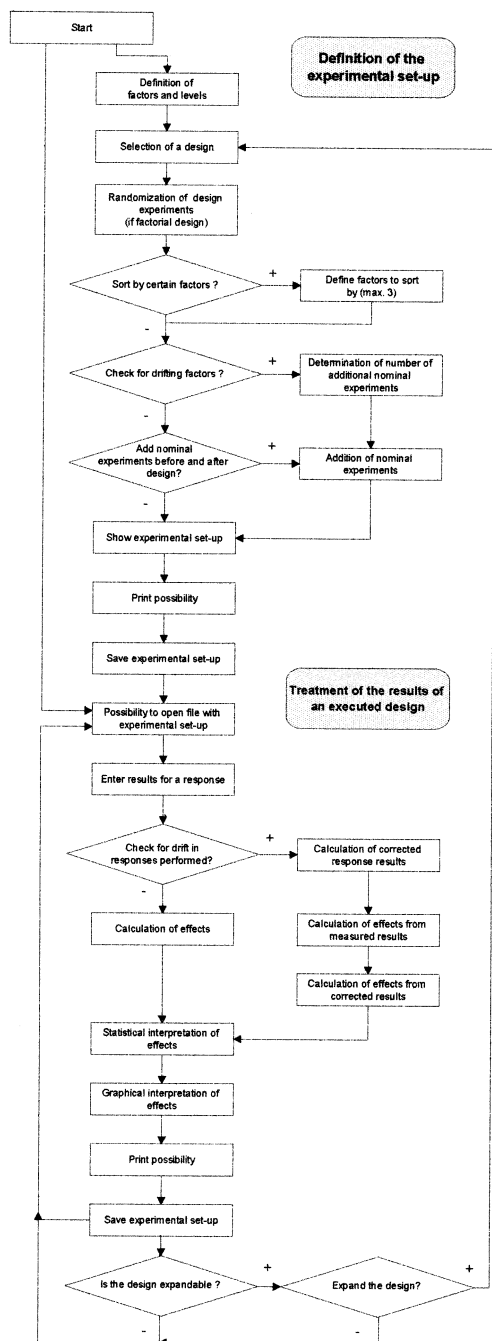 Start
Definition of the
experimental set-up
Definition of
factors and levels
Selection of a design
Randomization of design
experiments
(if factorial design)
Sort by certain factors ?
+
Define factors to sort
by (max. 3)
-
Check for drifting factors ?
+
Determination of number of
additional nominal
experiments
-
Add nominal
experiments before and after
design?
+
Addition of nominal
experiments
-
Show experimental set-up
Print possibility
Save experimental set-up
Treatment of the results of
an executed design
Possibility to open file with
experimental set-up
Enter results for a response
Check for drift in
responses performed?
+
Calculation of corrected
response results
-
Calculation of effects
Calculation of effects from
measured results
Calculation of effects from
corrected results
Statistical interpretation of
effects
Graphical interpretation of
effects
Print possibility
Save experimental set-up
Is the design expandable ?
+
Expand the design?
+
-
-